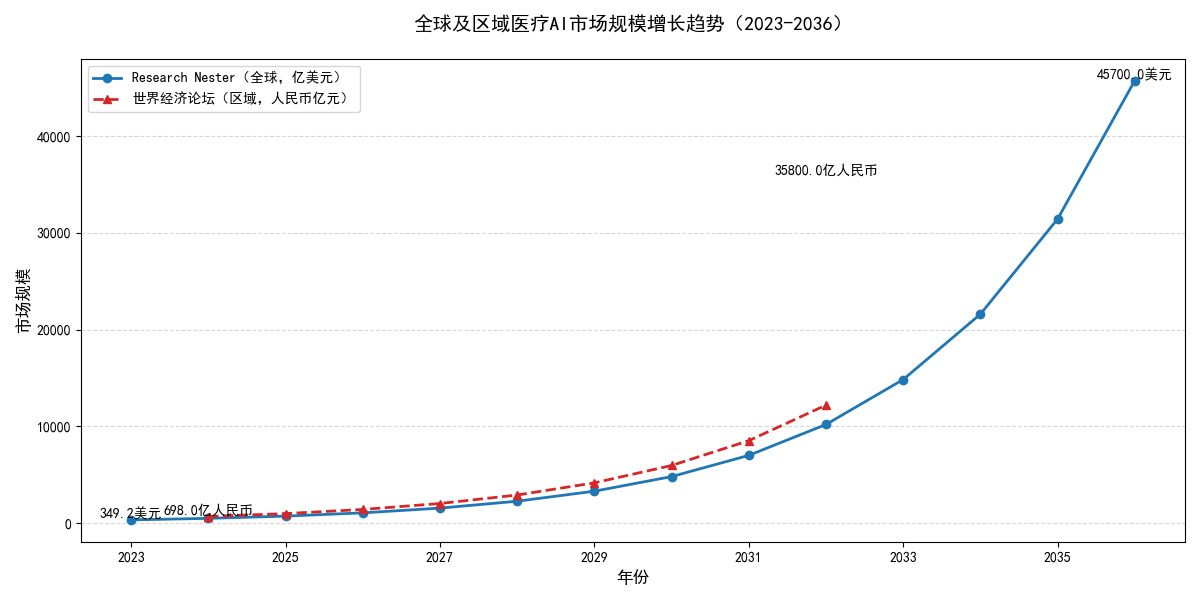 全球及区域医疗AI市场规模增长趋势（2023-2036）
Research Nester（全球，亿美元）
世界经济论坛（区域，人民币亿元）
45700.0美元
35800.0亿人民币
349.2美元
698.0亿人民币
市场规模
40000
30000
20000
10000
0
2023
2025
2027
2029
2031
2033
2035
年份